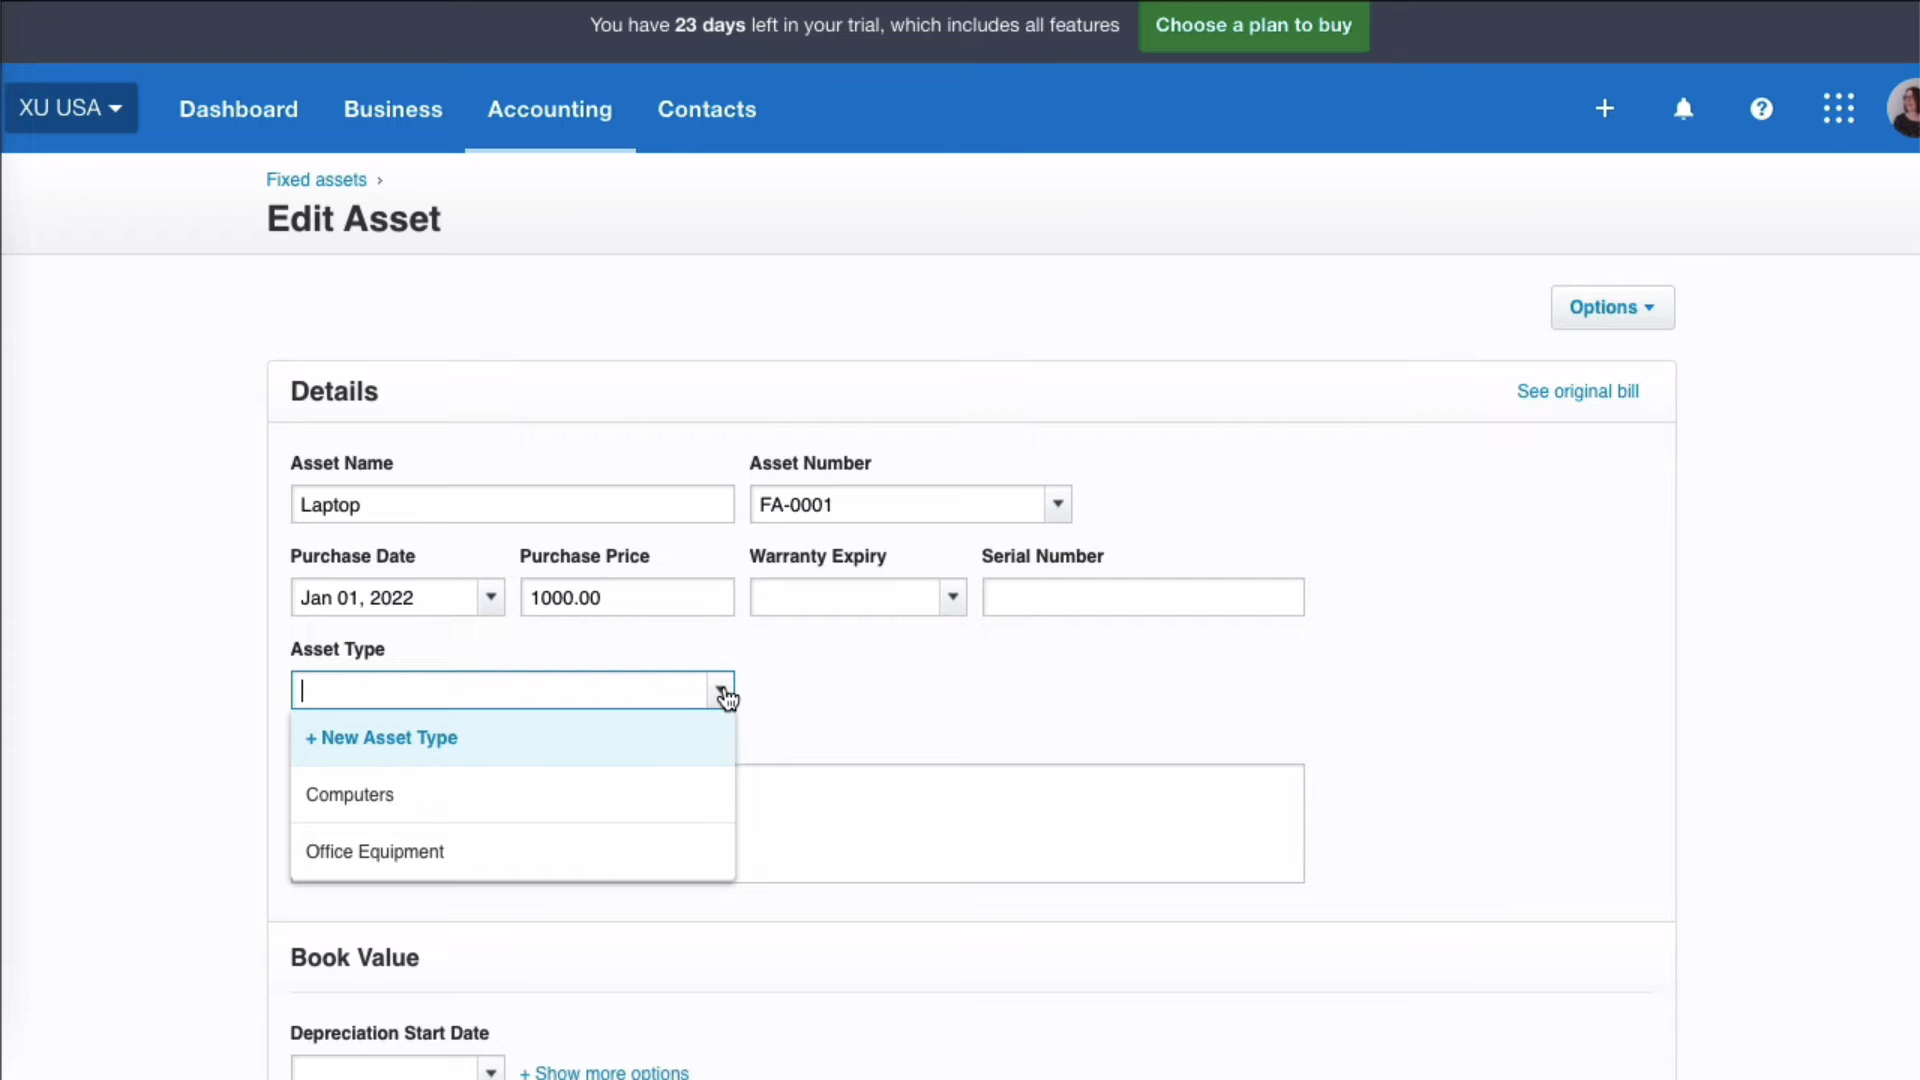 You have 23 days left in your trial, which includes all features
Choose a plan to buy
XU USA
Dashboard
Business
Accounting
Contacts
Fixed assets ›
Edit Asset
Options
Details
See original bill
Asset Name
Asset Number
Laptop
FA-0001
Purchase Date
Purchase Price
Warranty Expiry
Serial Number
Jan 01, 2022
1000.00
Asset Type
+ New Asset Type
Computers
Office Equipment
Book Value
Depreciation Start Date
+ Show more options